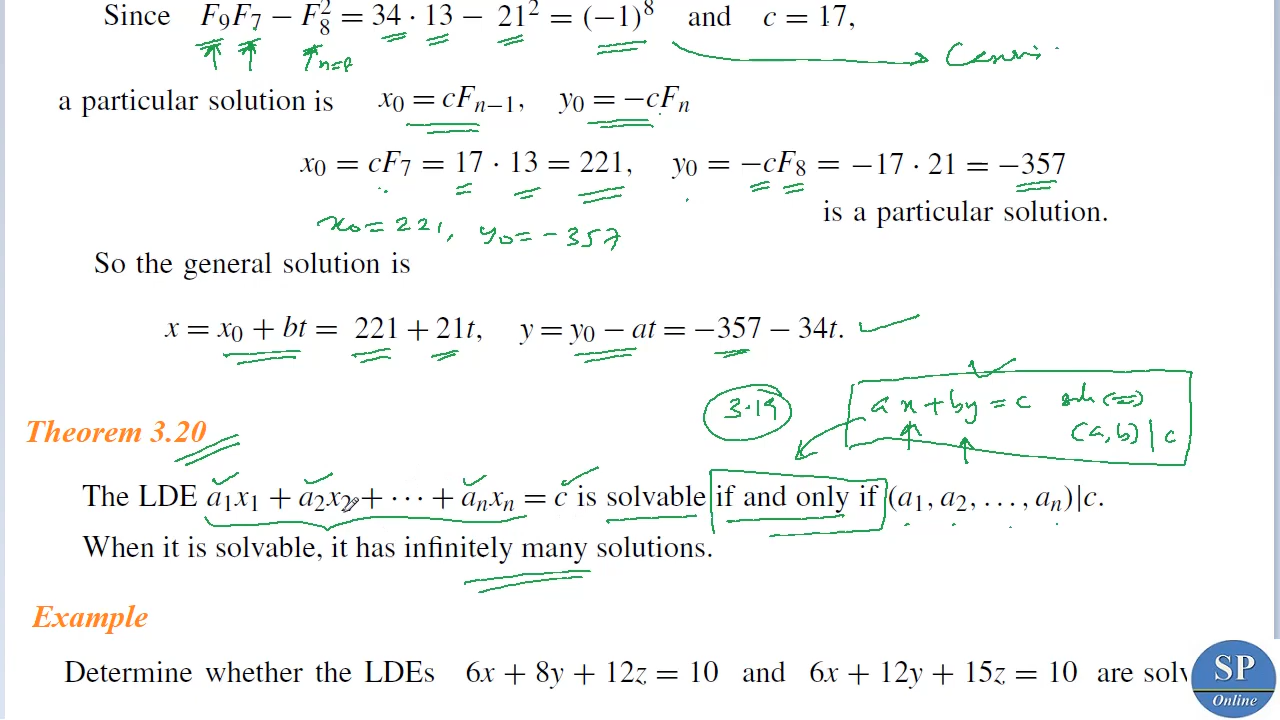 Since F₉F₇ − F₈² = 34 · 13 − 21² = (−1)⁸ and c = 17,
n=8
a particular solution is x₀ = cFₙ₋₁, y₀ = −cFₙ
x₀ = cF₇ = 17 · 13 = 221, y₀ = −cF₈ = −17 · 21 = −357
is a particular solution.
x₀ = 221, y₀ = −357
So the general solution is
x = x₀ + bt = 221 + 21t, y = y₀ − at = −357 − 34t.
3.19
ax + by = c
(a, b) | c
Theorem 3.20
The LDE a₁x₁ + a₂x₂ + ⋯ + aₙxₙ = c is solvable if and only if (a₁, a₂, . . . , aₙ)|c.
When it is solvable, it has infinitely many solutions.
Example
Determine whether the LDEs 6x + 8y + 12z = 10 and 6x + 12y + 15z = 10 are solv
SP
Online